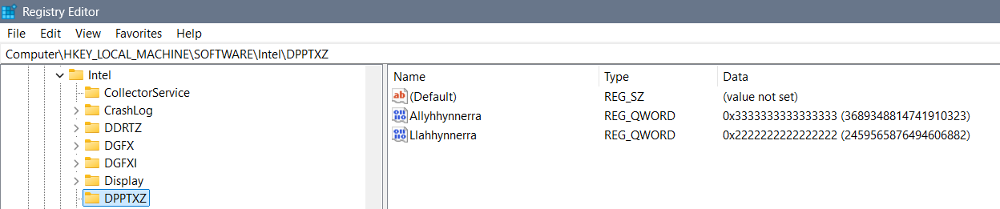 Registry Editor
File Edit View Favorites Help
Computer\HKEY_LOCAL_MACHINE\SOFTWARE\Intel\DPPTXZ
Intel
CollectorService
CrashLog
DDRTZ
DGFX
DGFXI
Display
DPPTXZ
Name Type Data
(Default) REG_SZ (value not set)
Allyhhynnerra REG_QWORD 0x3333333333333333 (3689348814741910323)
Llahhynnerra REG_QWORD 0x2222222222222222 (2459565876494606882)